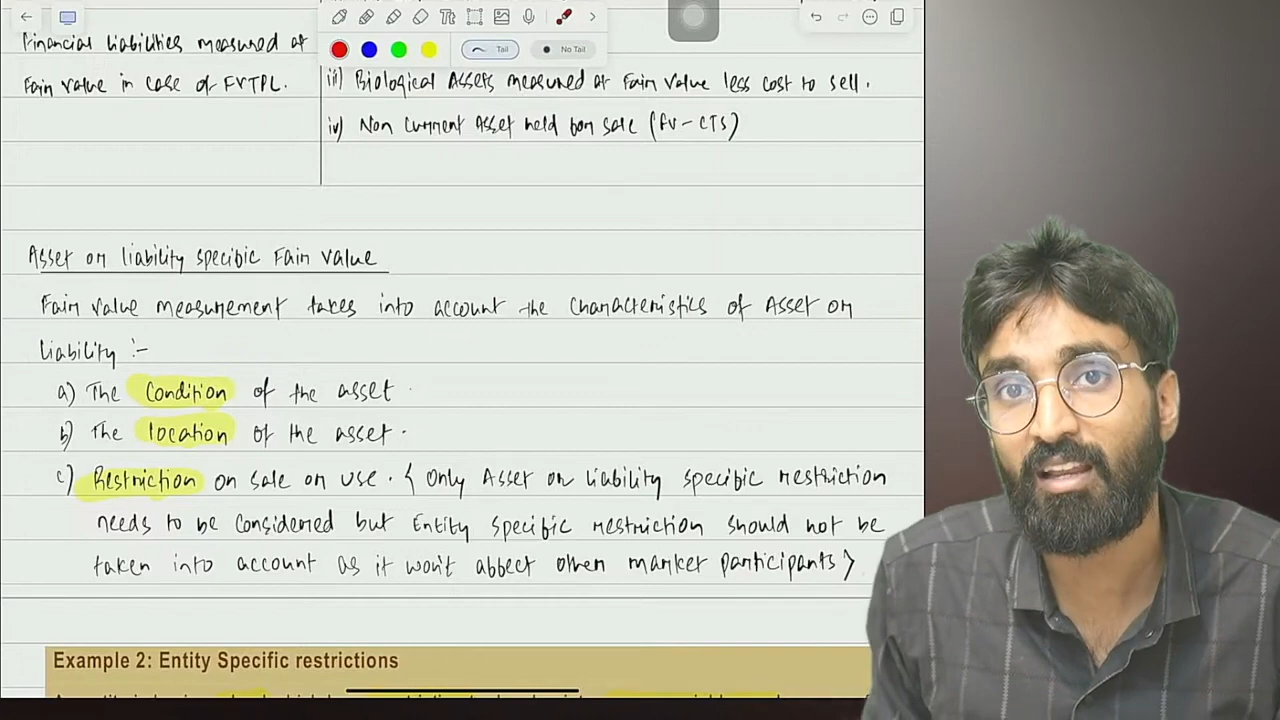 Tt
Tail
No Tail
Financial liabilities measured at
Fair value in case of FVTPL.
iii) Biological Assets measured at Fair value less cost to sell.
iv) Non Current Asset held for sale (FV-CTS)
Asset or liability specific Fair value
Fair value measurement takes into account the characteristics of Asset or
liability :-
a) The Condition of the asset.
b) The location of the asset.
c) Restriction on sale or use. { Only Asset or liability specific restriction
needs to be considered but Entity specific restriction should not be
taken into account as it won't affect other market participants }
Example 2: Entity Specific restrictions